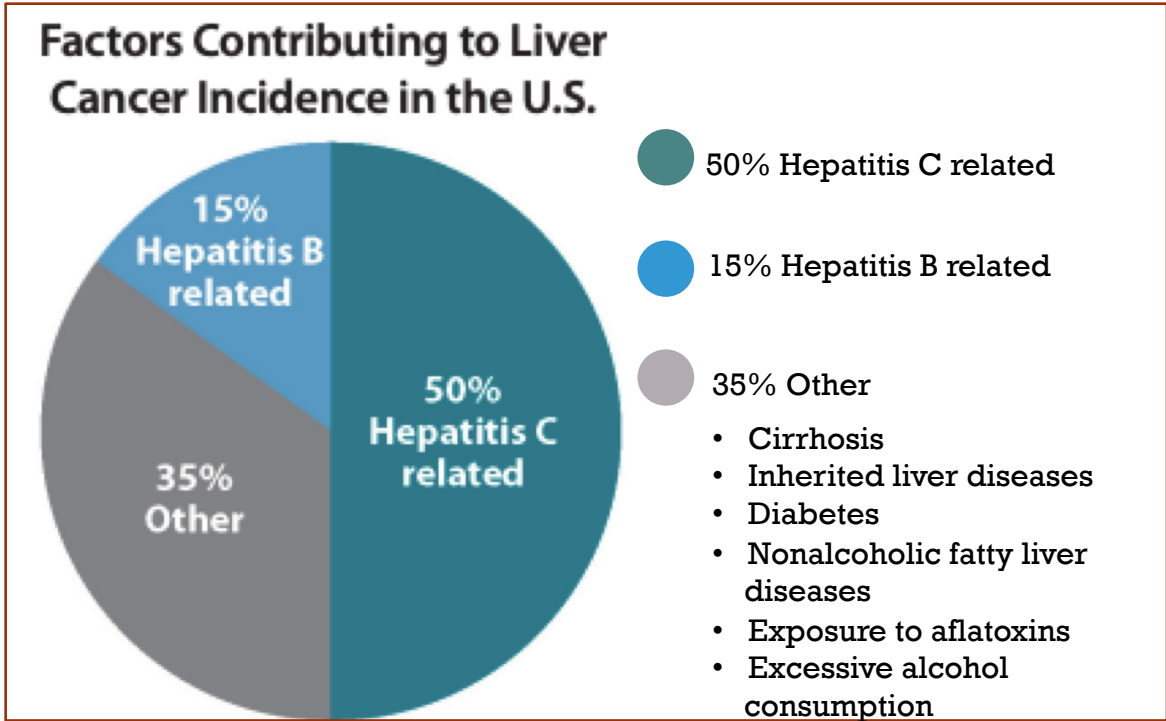 Factors Contributing to Liver
Cancer Incidence in the U.S.
15%
Hepatitis B
related
50%
Hepatitis C
related
35%
Other
50% Hepatitis C related
15% Hepatitis B related
35% Other
• Cirrhosis
• Inherited liver diseases
• Diabetes
• Nonalcoholic fatty liver
diseases
• Exposure to aflatoxins
• Excessive alcohol
consumption